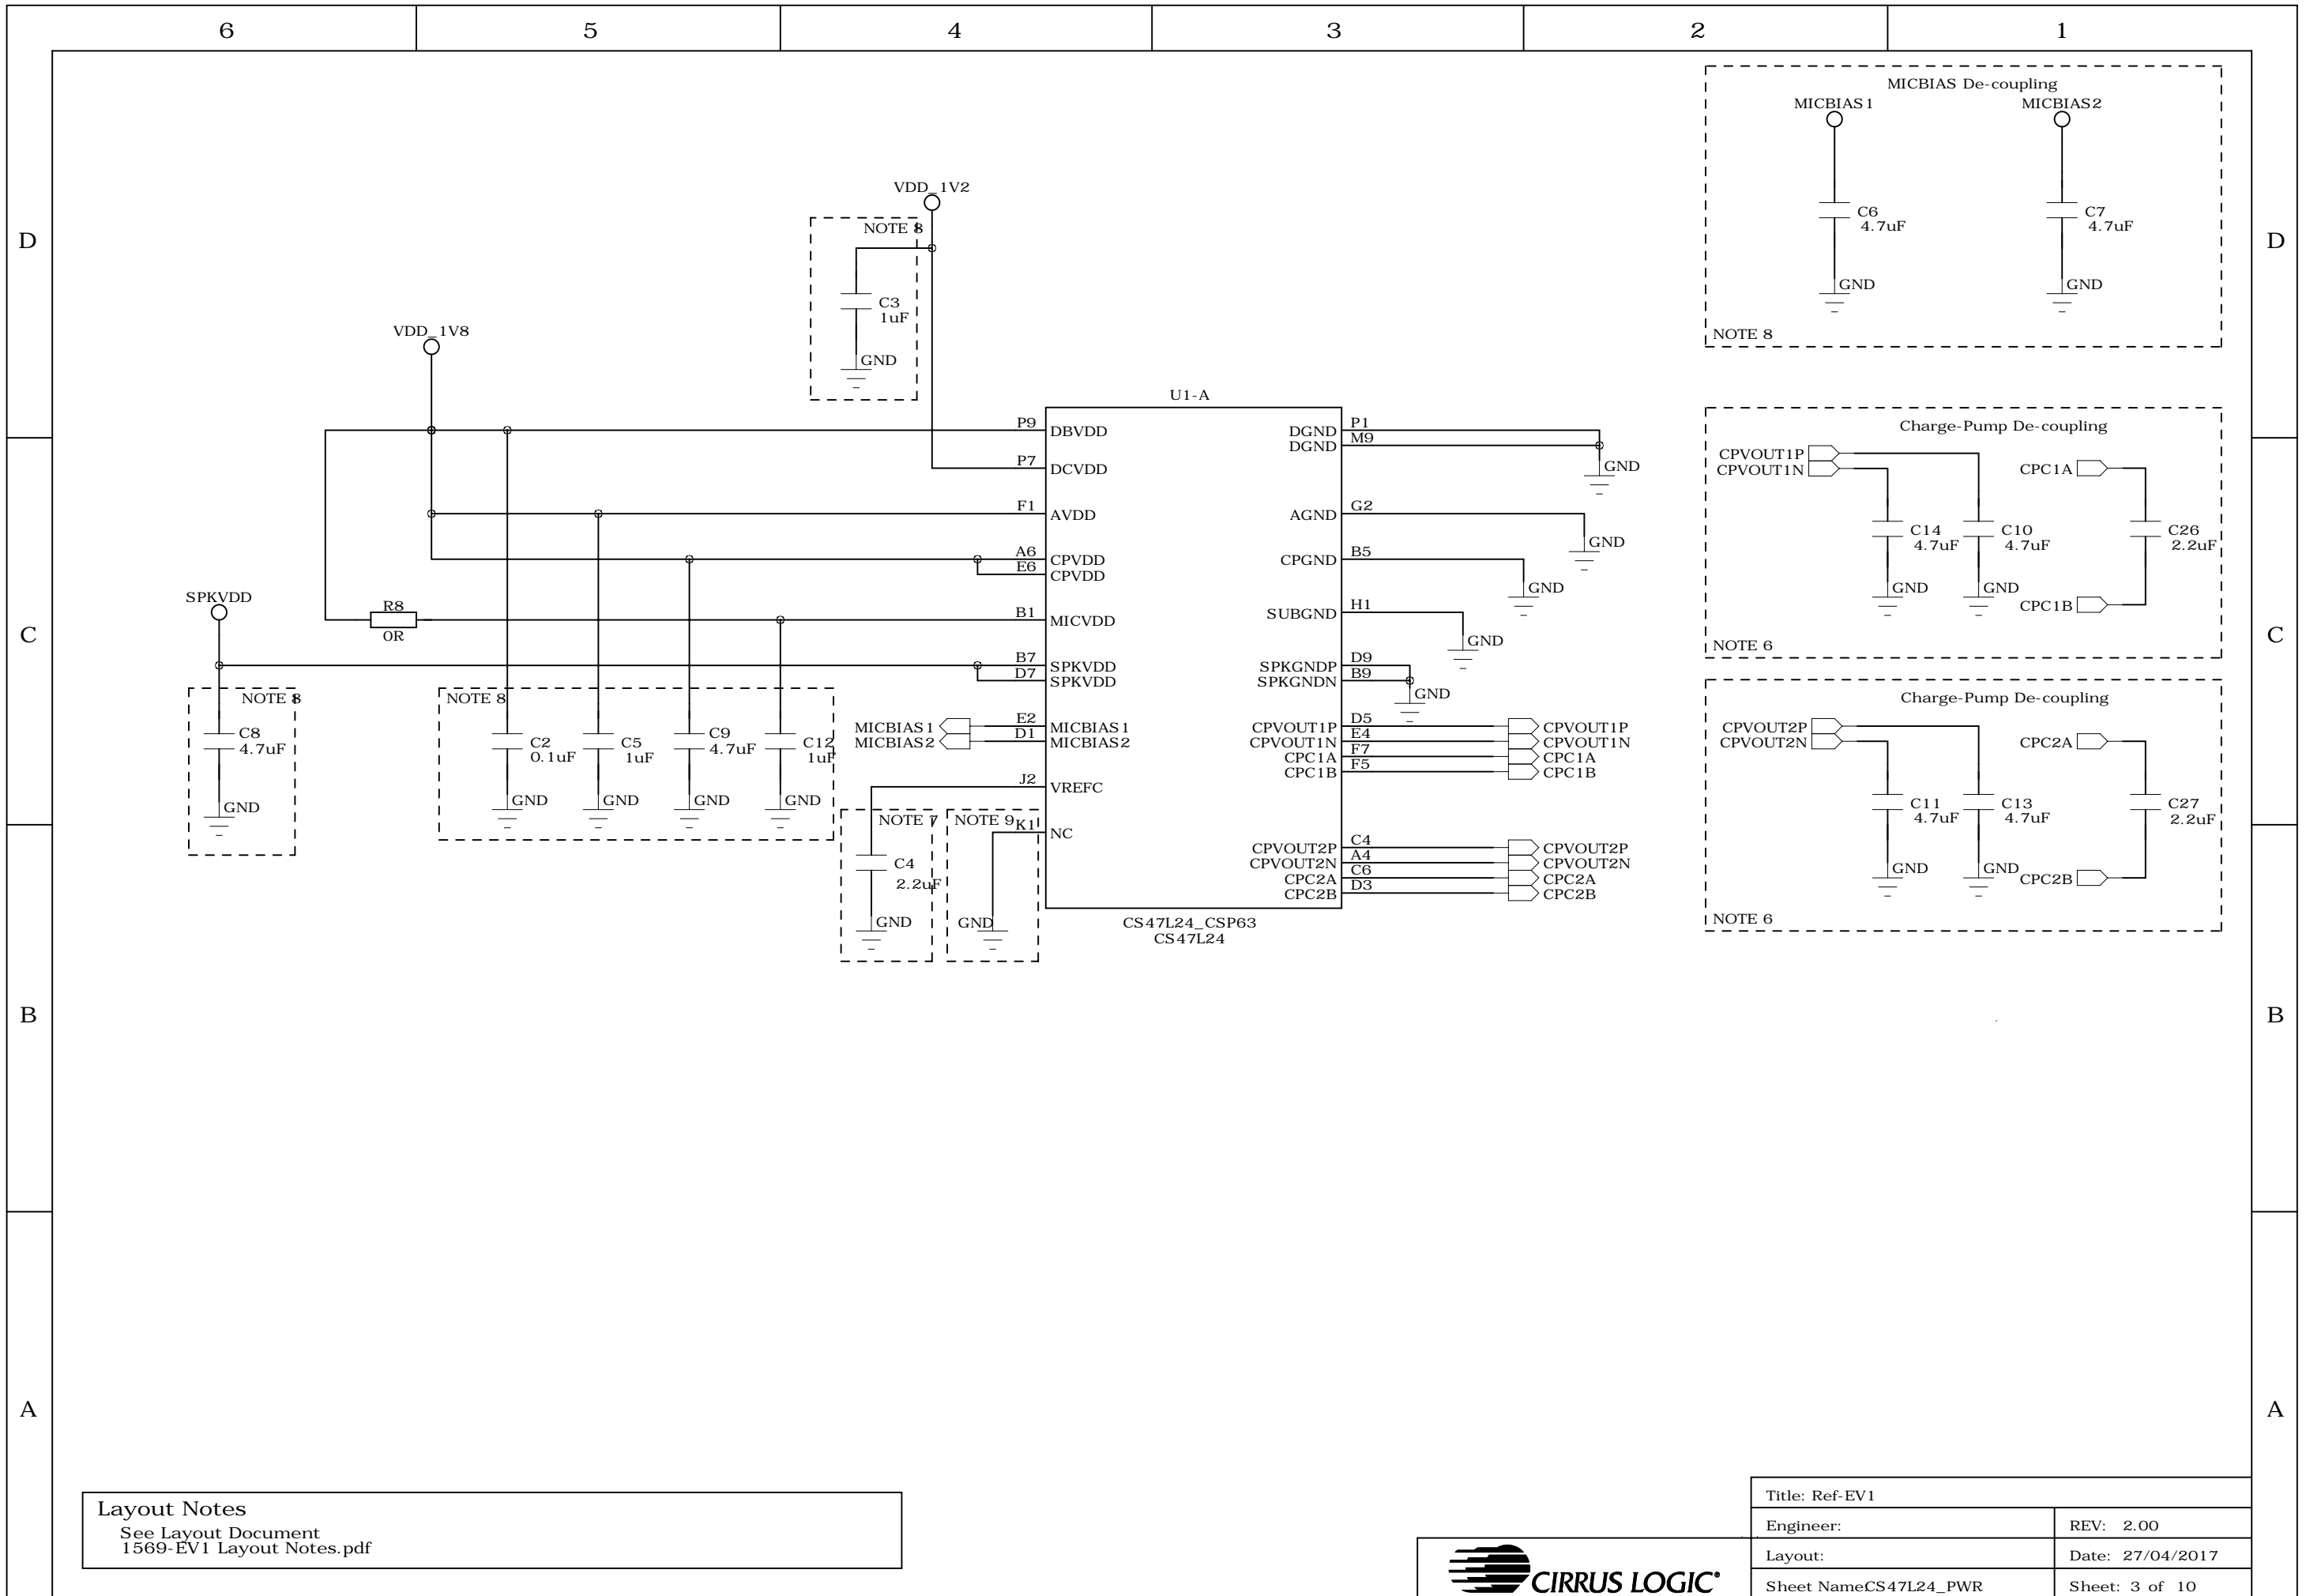 6 5 4 3 2 1
MICBIAS De-coupling
MICBIAS1 MICBIAS2
VDD_1V2
NOTE 8
C6
4.7uF
C7
4.7uF
D D
GND GND
C3
1uF
VDD_1V8
NOTE 8
GND
U1-A
P9 DBVDD
DGND P1
DGND M9
GND
P7 DCVDD
F1 AVDD
AGND G2
GND
A6 CPVDD
E6 CPVDD
CPGND B5
GND
B1 MICVDD
SUBGND H1
GND
B7 SPKVDD
D7 SPKVDD
SPKGNDP D9
SPKGNDN B9
GND
Charge-Pump De-coupling
CPVOUT1P
CPVOUT1N
CPC1A
C14
4.7uF
C10
4.7uF
C26
2.2uF
GND GND
CPC1B
NOTE 6
SPKVDD
R8
0R
C C
NOTE 8
C8
4.7uF
GND
NOTE 8
C2
0.1uF
C5
1uF
C9
4.7uF
C12
1uF
GND GND GND GND
MICBIAS1 E2 MICBIAS1
MICBIAS2 D1 MICBIAS2
CPVOUT1P D5 CPVOUT1P
CPVOUT1N E4 CPVOUT1N
CPC1A F7 CPC1A
CPC1B F5 CPC1B
J2 VREFC
NOTE 7
C4
2.2uF
GND
NOTE 9
K1 NC
GND
CPVOUT2P C4 CPVOUT2P
CPVOUT2N A4 CPVOUT2N
CPC2A C6 CPC2A
CPC2B D3 CPC2B
CS47L24_CSP63
CS47L24
Charge-Pump De-coupling
CPVOUT2P
CPVOUT2N
CPC2A
C11
4.7uF
C13
4.7uF
C27
2.2uF
GND GND
CPC2B
NOTE 6
B B
A A
Layout Notes
See Layout Document
1569-EV1 Layout Notes.pdf
CIRRUS LOGIC®
Title: Ref-EV1
Engineer: REV: 2.00
Layout: Date: 27/04/2017
Sheet Name:CS47L24_PWR Sheet: 3 of 10